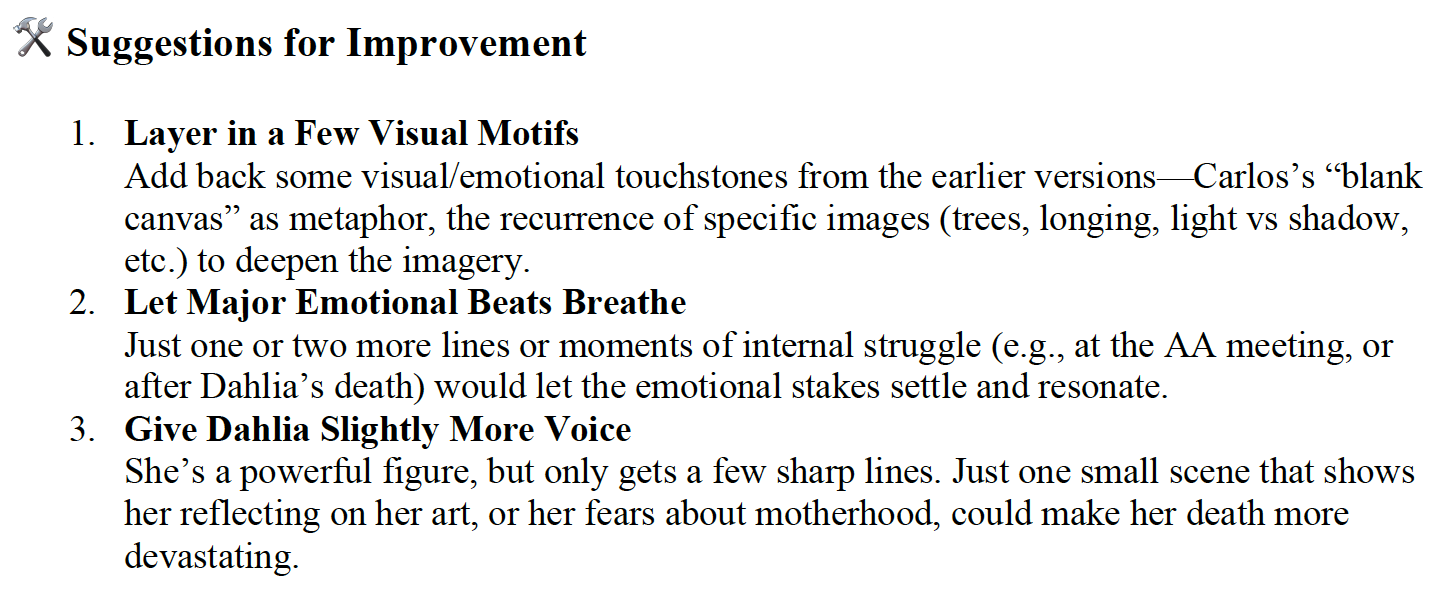 🛠 Suggestions for Improvement
1. Layer in a Few Visual Motifs
Add back some visual/emotional touchstones from the earlier versions—Carlos’s “blank
canvas” as metaphor, the recurrence of specific images (trees, longing, light vs shadow,
etc.) to deepen the imagery.
2. Let Major Emotional Beats Breathe
Just one or two more lines or moments of internal struggle (e.g., at the AA meeting, or
after Dahlia’s death) would let the emotional stakes settle and resonate.
3. Give Dahlia Slightly More Voice
She’s a powerful figure, but only gets a few sharp lines. Just one small scene that shows
her reflecting on her art, or her fears about motherhood, could make her death more
devastating.